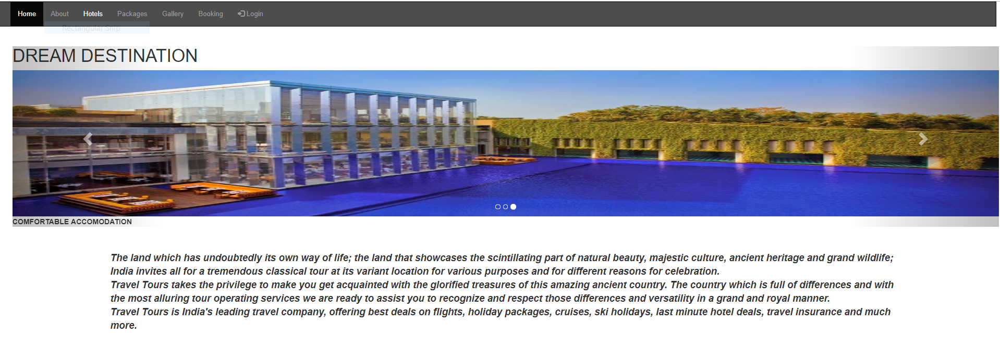 Home About Hotels Packages Gallery Booking Login
Rectangular Snip
DREAM DESTINATION
COMFORTABLE ACCOMODATION
The land which has undoubtedly its own way of life; the land that showcases the scintillating part of natural beauty, majestic culture, ancient heritage and grand wildlife;
India invites all for a tremendous classical tour at its variant location for various purposes and for different reasons for celebration.
Travel Tours takes the privilege to make you get acquainted with the glorified treasures of this amazing ancient country. The country which is full of differences and with
the most alluring tour operating services we are ready to assist you to recognize and respect those differences and versatility in a grand and royal manner.
Travel Tours is India's leading travel company, offering best deals on flights, holiday packages, cruises, ski holidays, last minute hotel deals, travel insurance and much
more.